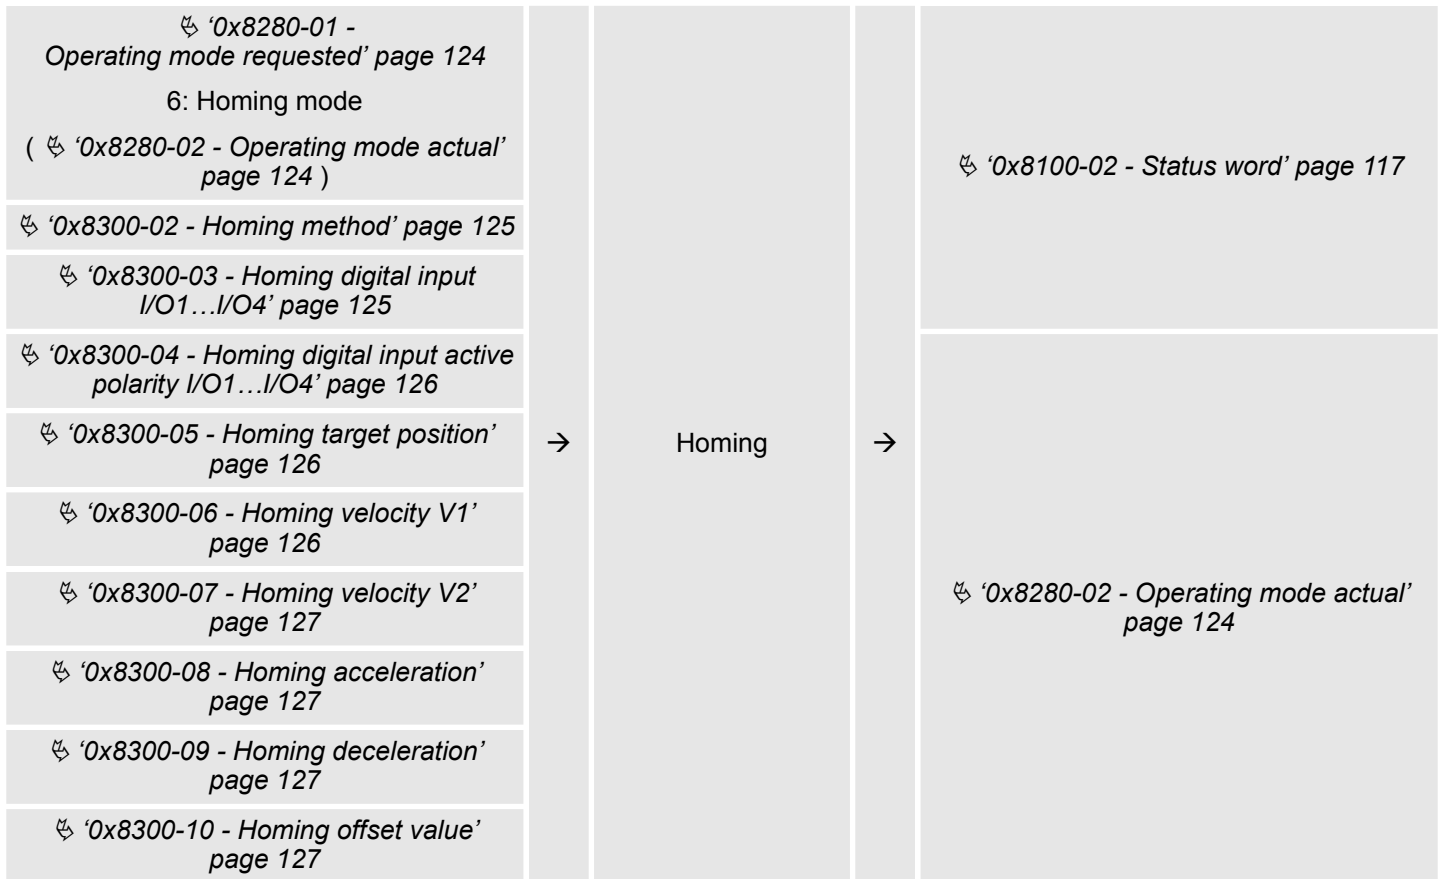 🖔 ‘0x8280-01 -
Operating mode requested’ page 124
6: Homing mode
( 🖔 ‘0x8280-02 - Operating mode actual’
page 124 )
🖔 ‘0x8300-02 - Homing method’ page 125
🖔 ‘0x8300-03 - Homing digital input
I/O1…I/O4’ page 125
🖔 ‘0x8300-04 - Homing digital input active
polarity I/O1…I/O4’ page 126
🖔 ‘0x8300-05 - Homing target position’
page 126
🖔 ‘0x8300-06 - Homing velocity V1’
page 126
🖔 ‘0x8300-07 - Homing velocity V2’
page 127
🖔 ‘0x8300-08 - Homing acceleration’
page 127
🖔 ‘0x8300-09 - Homing deceleration’
page 127
🖔 ‘0x8300-10 - Homing offset value’
page 127
→
Homing
→
🖔 ‘0x8100-02 - Status word’ page 117
🖔 ‘0x8280-02 - Operating mode actual’
page 124